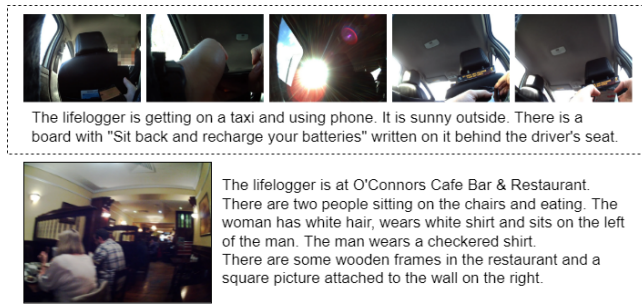 The lifelogger is getting on a taxi and using phone. It is sunny outside. There is a
board with "Sit back and recharge your batteries" written on it behind the driver's seat.
The lifelogger is at O'Connors Cafe Bar & Restaurant.
There are two people sitting on the chairs and eating. The
woman has white hair, wears white shirt and sits on the left
of the man. The man wears a checkered shirt.
There are some wooden frames in the restaurant and a
square picture attached to the wall on the right.